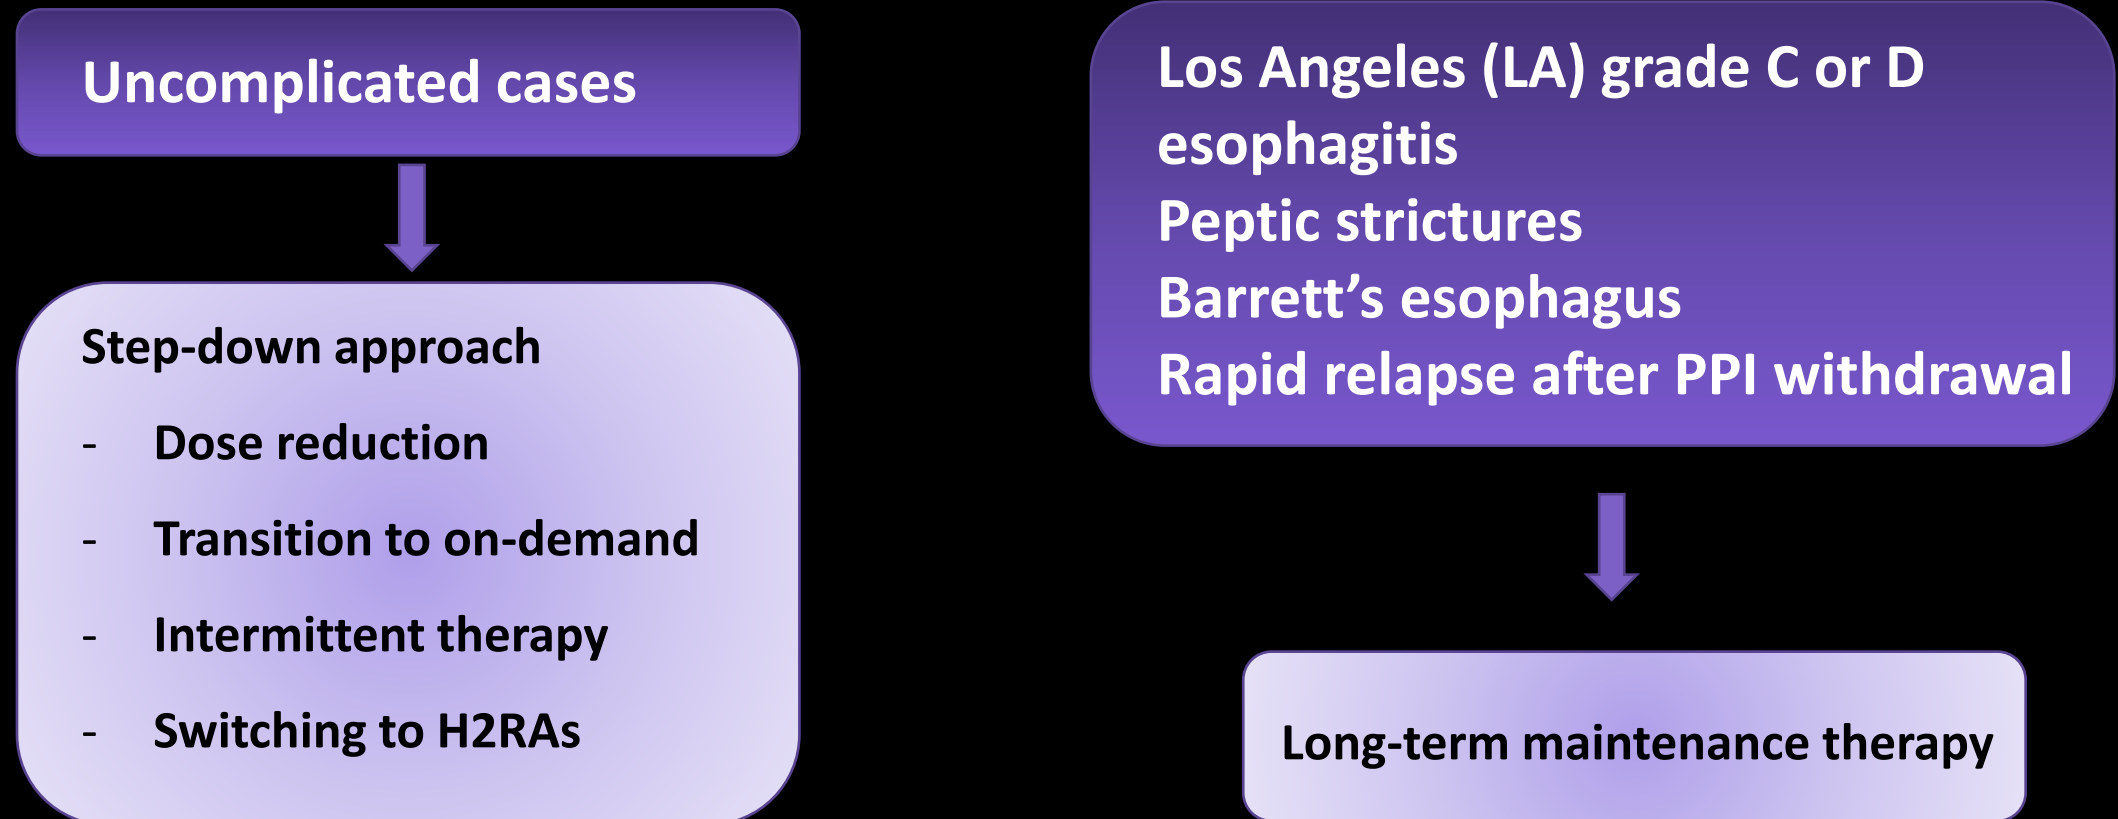 Uncomplicated cases
Step-down approach
- Dose reduction
- Transition to on-demand
- Intermittent therapy
- Switching to H2RAs
Los Angeles (LA) grade C or D
esophagitis
Peptic strictures
Barrett’s esophagus
Rapid relapse after PPI withdrawal
Long-term maintenance therapy